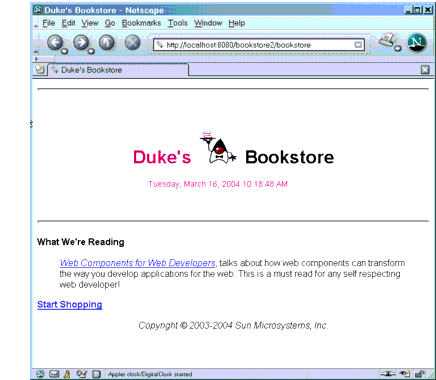 Duke's Bookstore - Netscape
File Edit View Go Bookmarks Tools Window Help
http://localhost:8080/bookstore2/bookstore
Duke's Bookstore
Duke's Bookstore
Tuesday, March 16, 2004 10:18:48 AM
What We're Reading
Web Components for Web Developers, talks about how web components can transform
the way you develop applications for the web. This is a must read for any self respecting
web developer!
Start Shopping
Copyright © 2003-2004 Sun Microsystems, Inc.
Applet clock/DigitalClock started